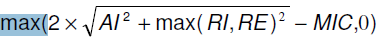 max(2 × √AI² + max( RI, RE)² − MIC,0)